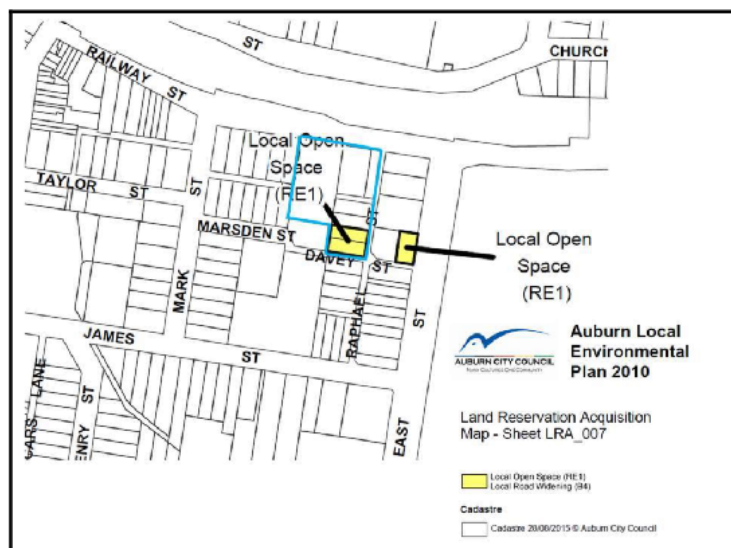 ST
CHURCH
RAILWAY
ST
Local Open
Space
(RE1)
TAYLOR ST
ST
ST
MARSDEN ST
DAVEY ST
Local Open
Space
(RE1)
MARK
RAPHAEL
ST
JAMES
ST
EAST
LANE
ST
AUBURN CITY COUNCIL
Auburn Local
Environmental
Plan 2010
Land Reservation Acquisition
Map - Sheet LRA_007
Local Open Space (RE1)
Local Road Widening (B4)
Cadastre
Cadastre 28/08/2015 © Auburn City Council